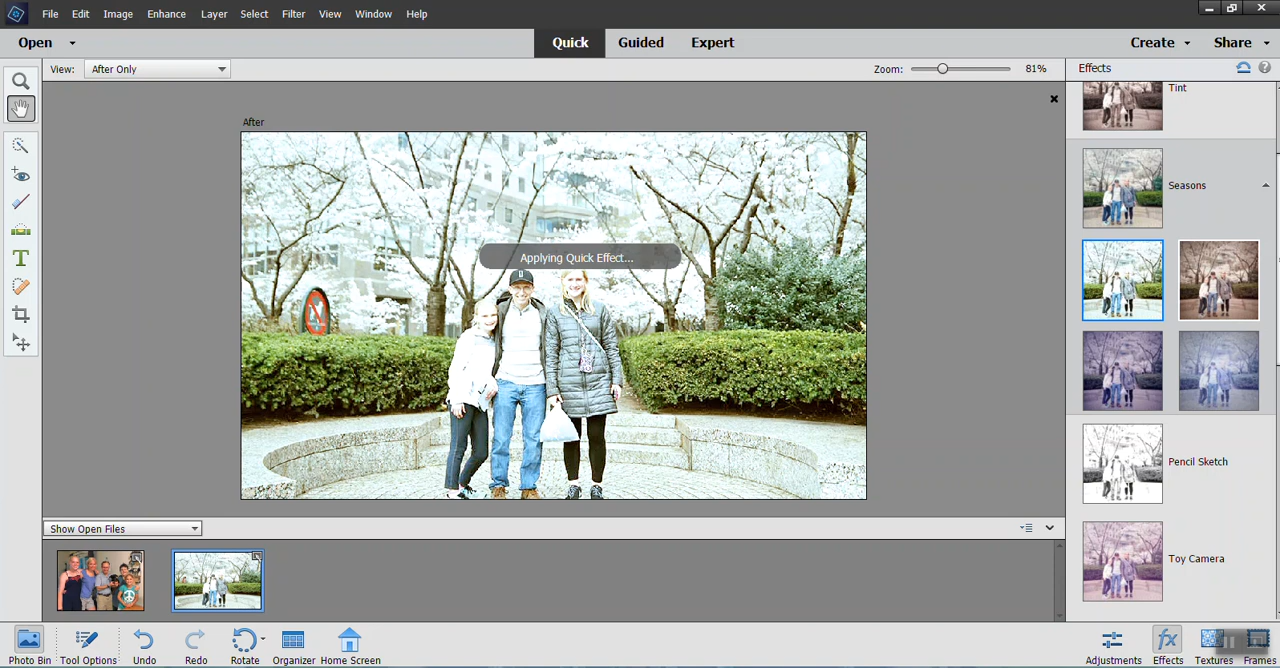 File Edit Image Enhance Layer Select Filter View Window Help
Open Quick Guided Expert Create Share
View: After Only Zoom: 81% Effects
Tint
After
Seasons
Applying Quick Effect...
Pencil Sketch
Show Open Files
Toy Camera
Photo Bin Tool Options Undo Redo Rotate Organizer Home Screen Adjustments Effects Textures Frames